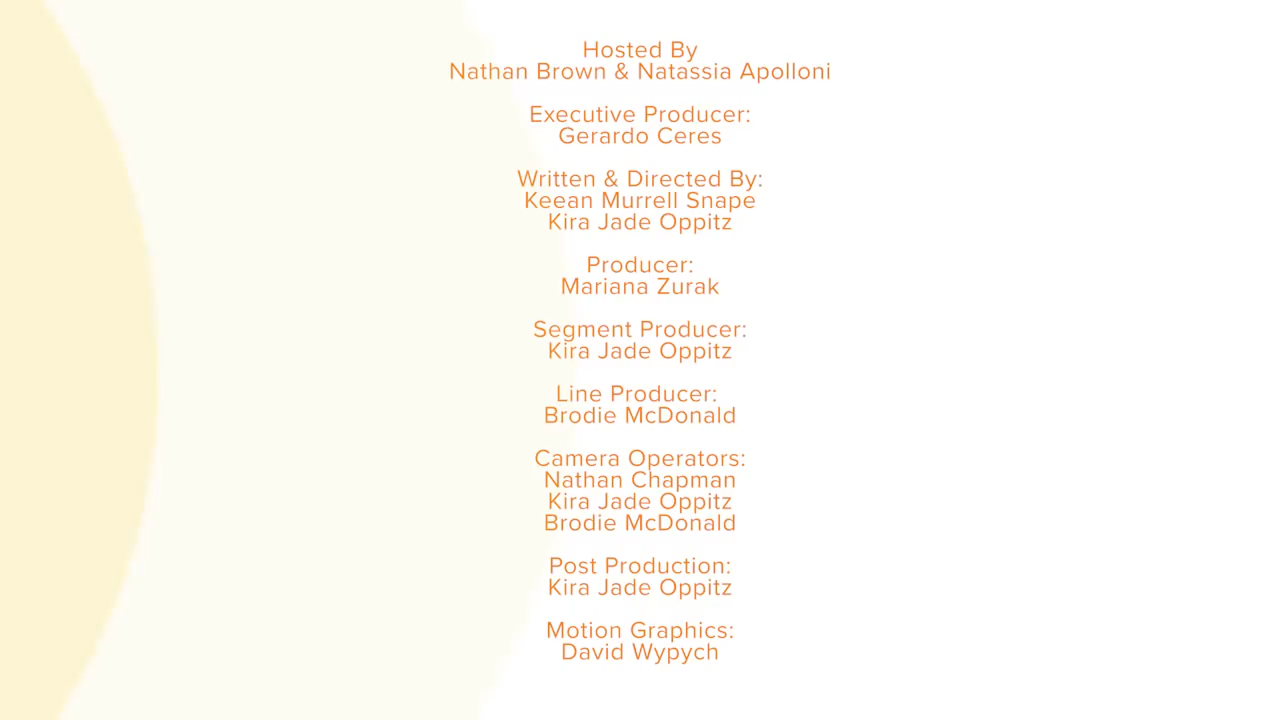 Hosted By
Nathan Brown & Natassia Apolloni
Executive Producer:
Gerardo Ceres
Written & Directed By:
Keean Murrell Snape
Kira Jade Oppitz
Producer:
Mariana Zurak
Segment Producer:
Kira Jade Oppitz
Line Producer:
Brodie McDonald
Camera Operators:
Nathan Chapman
Kira Jade Oppitz
Brodie McDonald
Post Production:
Kira Jade Oppitz
Motion Graphics:
David Wypych